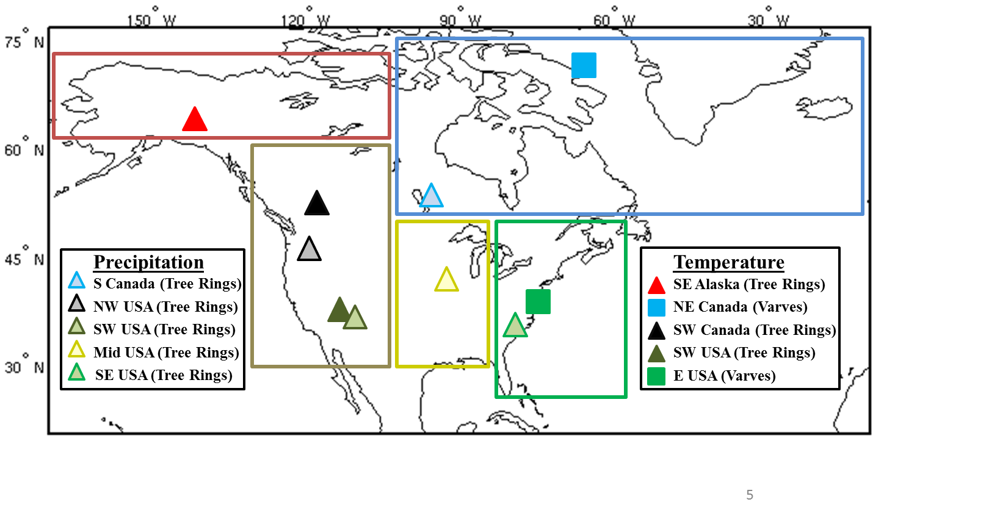 150° W 120° W 90° W 60° W 30° W
75° N
60° N
45° N
30° N
Precipitation
S Canada (Tree Rings)
NW USA (Tree Rings)
SW USA (Tree Rings)
Mid USA (Tree Rings)
SE USA (Tree Rings)
Temperature
SE Alaska (Tree Rings)
NE Canada (Varves)
SW Canada (Tree Rings)
SW USA (Tree Rings)
E USA (Varves)
5